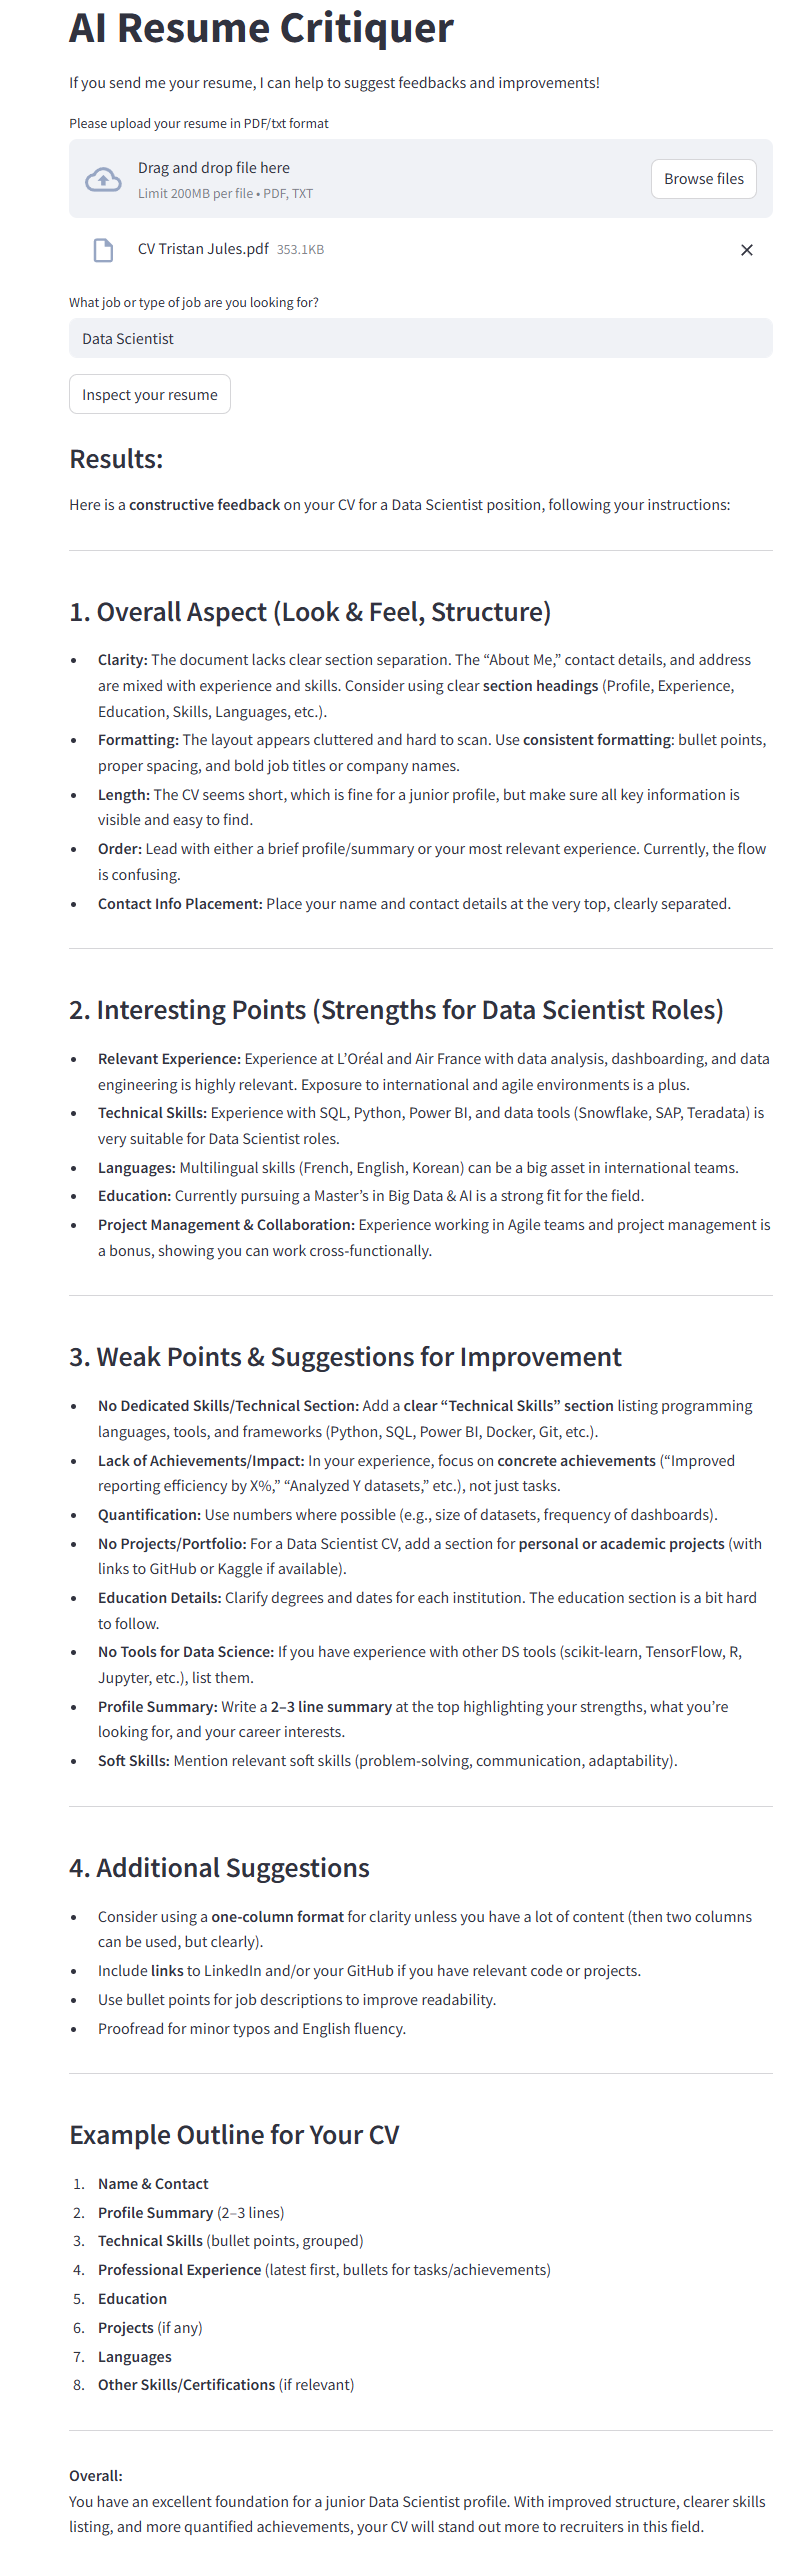 AI Resume Critiquer
If you send me your resume, I can help to suggest feedbacks and improvements!
Please upload your resume in PDF/txt format
Drag and drop file here
Limit 200MB per file • PDF, TXT
Browse files
CV Tristan Jules.pdf 353.1KB
What job or type of job are you looking for?
Data Scientist
Inspect your resume
Results:
Here is a constructive feedback on your CV for a Data Scientist position, following your instructions:
1. Overall Aspect (Look & Feel, Structure)
• Clarity: The document lacks clear section separation. The “About Me,” contact details, and address
are mixed with experience and skills. Consider using clear section headings (Profile, Experience,
Education, Skills, Languages, etc.).
• Formatting: The layout appears cluttered and hard to scan. Use consistent formatting: bullet points,
proper spacing, and bold job titles or company names.
• Length: The CV seems short, which is fine for a junior profile, but make sure all key information is
visible and easy to find.
• Order: Lead with either a brief profile/summary or your most relevant experience. Currently, the flow
is confusing.
• Contact Info Placement: Place your name and contact details at the very top, clearly separated.
2. Interesting Points (Strengths for Data Scientist Roles)
• Relevant Experience: Experience at L’Oréal and Air France with data analysis, dashboarding, and data
engineering is highly relevant. Exposure to international and agile environments is a plus.
• Technical Skills: Experience with SQL, Python, Power BI, and data tools (Snowflake, SAP, Teradata) is
very suitable for Data Scientist roles.
• Languages: Multilingual skills (French, English, Korean) can be a big asset in international teams.
• Education: Currently pursuing a Master’s in Big Data & AI is a strong fit for the field.
• Project Management & Collaboration: Experience working in Agile teams and project management is
a bonus, showing you can work cross-functionally.
3. Weak Points & Suggestions for Improvement
• No Dedicated Skills/Technical Section: Add a clear “Technical Skills” section listing programming
languages, tools, and frameworks (Python, SQL, Power BI, Docker, Git, etc.).
• Lack of Achievements/Impact: In your experience, focus on concrete achievements (“Improved
reporting efficiency by X%,” “Analyzed Y datasets,” etc.), not just tasks.
• Quantification: Use numbers where possible (e.g., size of datasets, frequency of dashboards).
• No Projects/Portfolio: For a Data Scientist CV, add a section for personal or academic projects (with
links to GitHub or Kaggle if available).
• Education Details: Clarify degrees and dates for each institution. The education section is a bit hard
to follow.
• No Tools for Data Science: If you have experience with other DS tools (scikit-learn, TensorFlow, R,
Jupyter, etc.), list them.
• Profile Summary: Write a 2–3 line summary at the top highlighting your strengths, what you’re
looking for, and your career interests.
• Soft Skills: Mention relevant soft skills (problem-solving, communication, adaptability).
4. Additional Suggestions
• Consider using a one-column format for clarity unless you have a lot of content (then two columns
can be used, but clearly).
• Include links to LinkedIn and/or your GitHub if you have relevant code or projects.
• Use bullet points for job descriptions to improve readability.
• Proofread for minor typos and English fluency.
Example Outline for Your CV
1. Name & Contact
2. Profile Summary (2–3 lines)
3. Technical Skills (bullet points, grouped)
4. Professional Experience (latest first, bullets for tasks/achievements)
5. Education
6. Projects (if any)
7. Languages
8. Other Skills/Certifications (if relevant)
Overall:
You have an excellent foundation for a junior Data Scientist profile. With improved structure, clearer skills
listing, and more quantified achievements, your CV will stand out more to recruiters in this field.